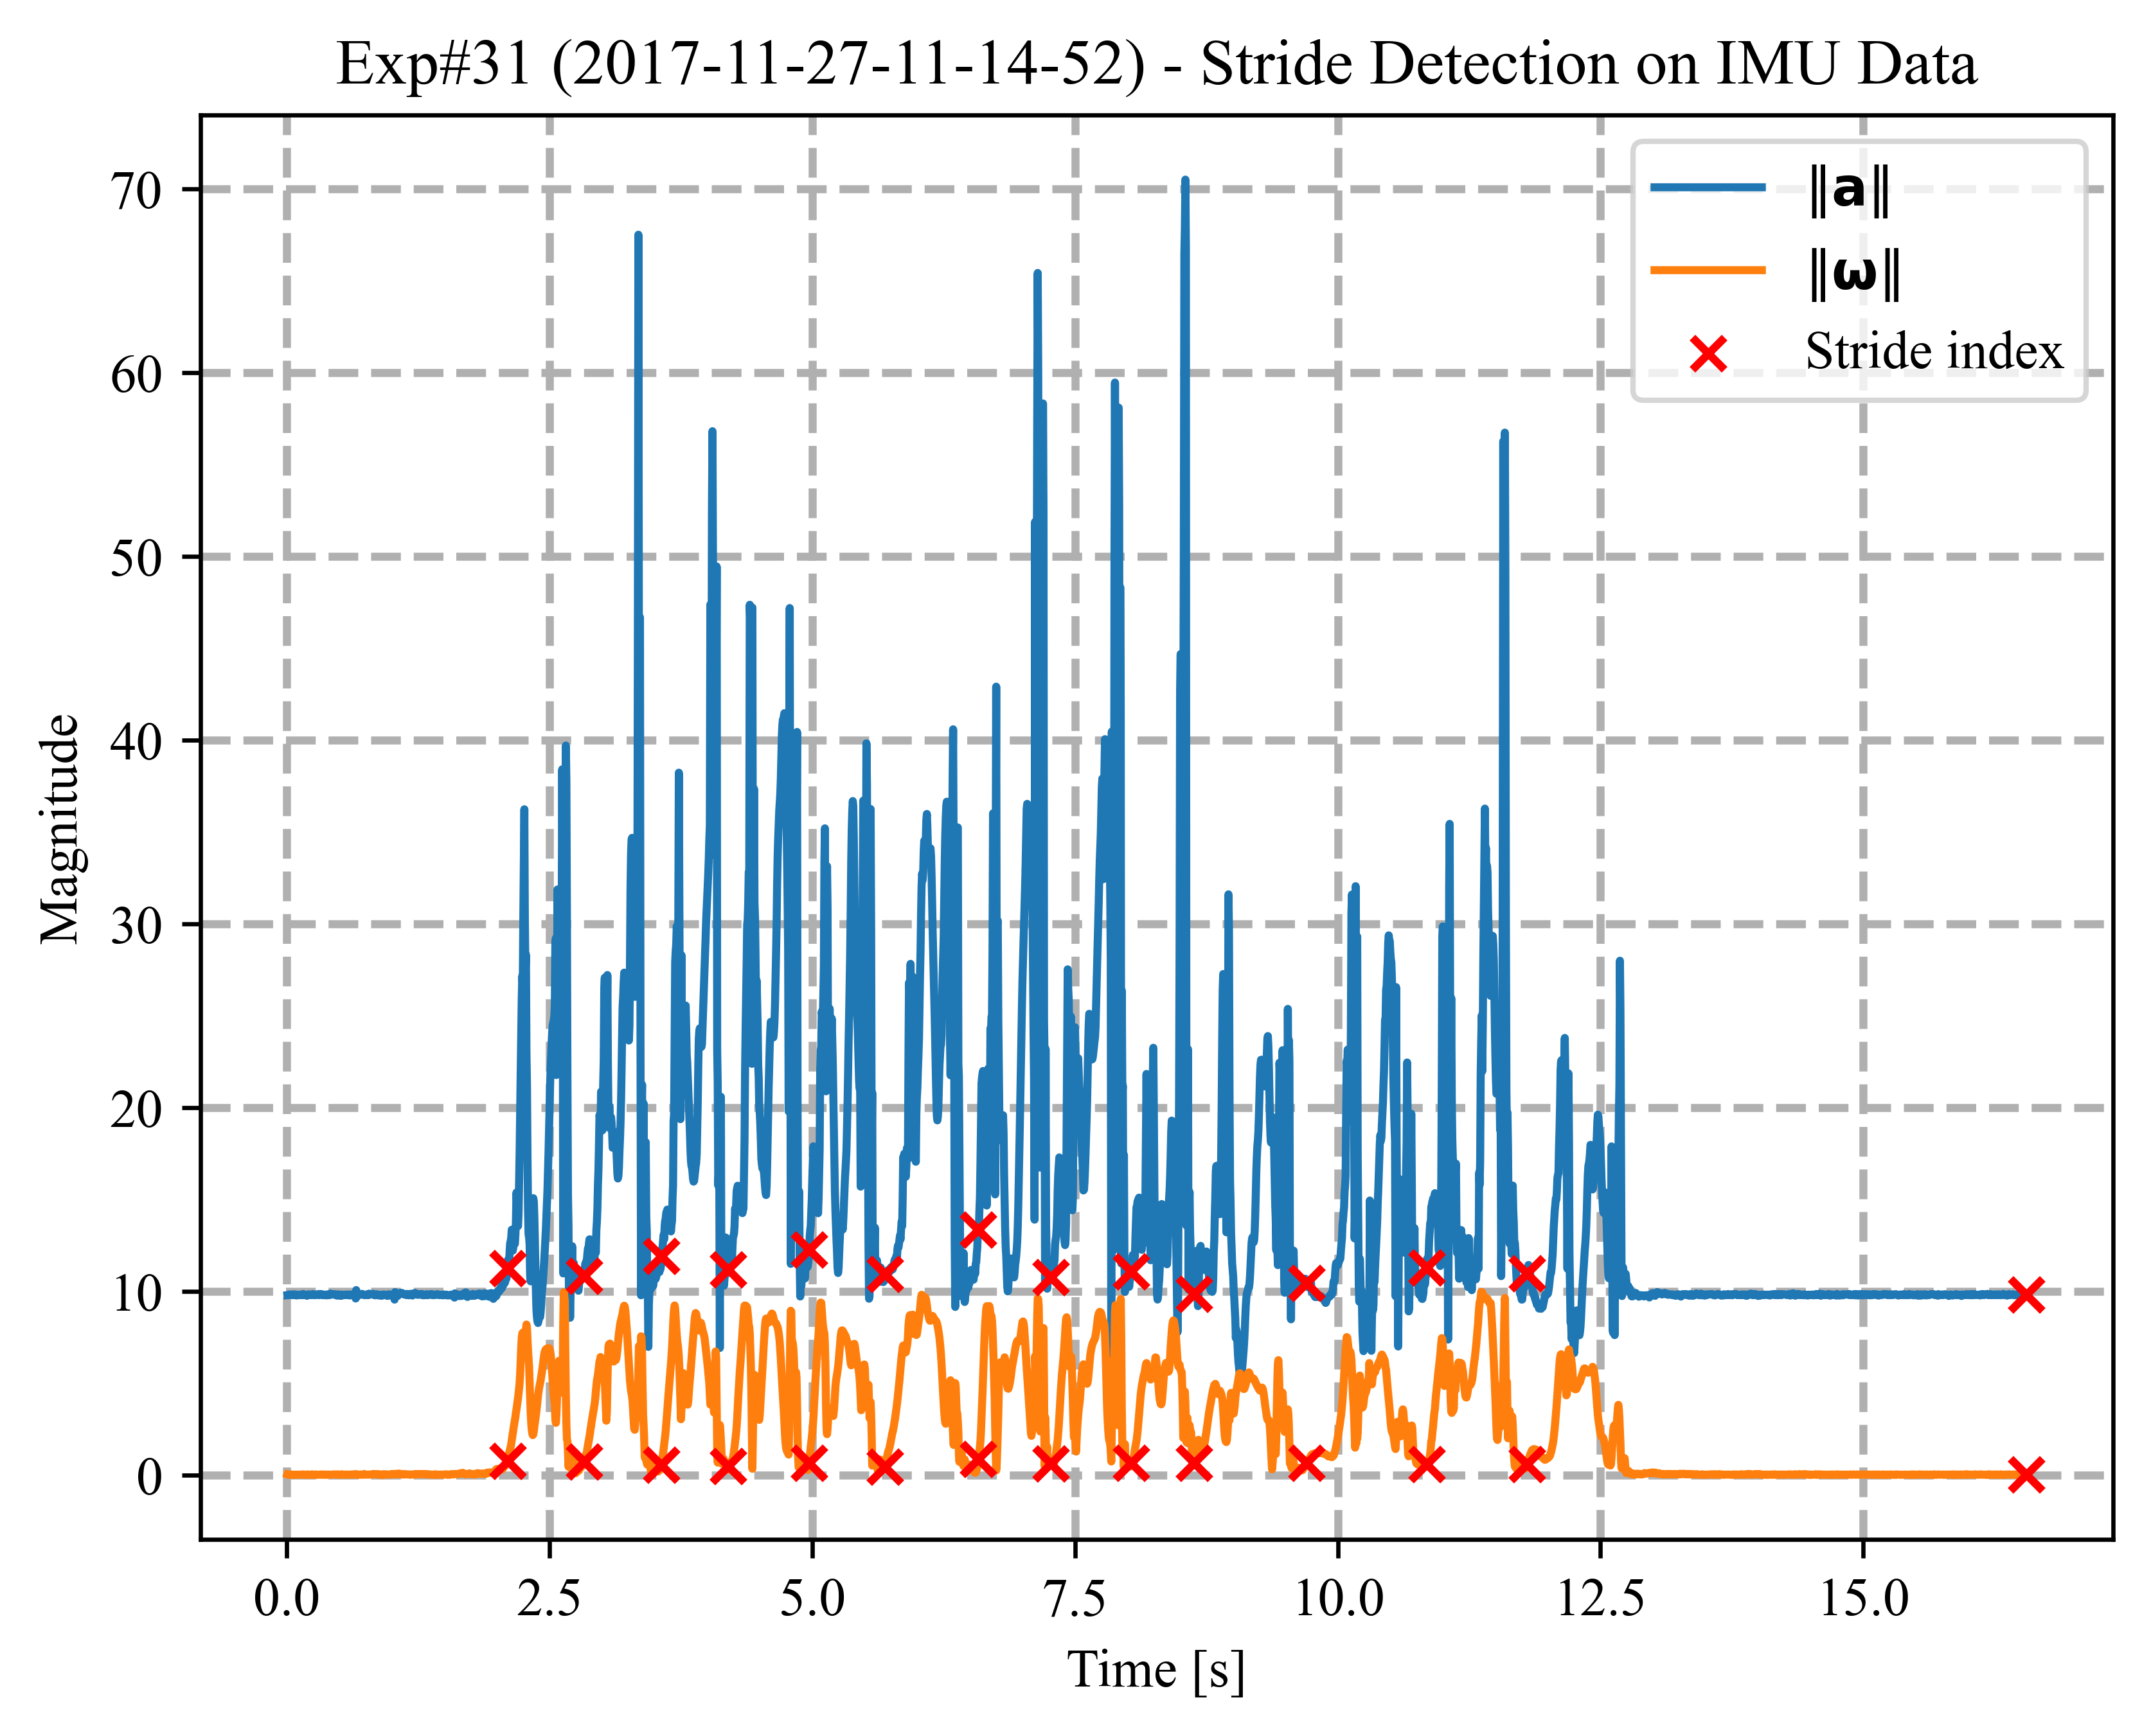 Exp#31 (2017-11-27-11-14-52) - Stride Detection on IMU Data
‖a‖
‖ω‖
Stride index
Magnitude
70
60
50
40
30
20
10
0
0.0 2.5 5.0 7.5 10.0 12.5 15.0
Time [s]